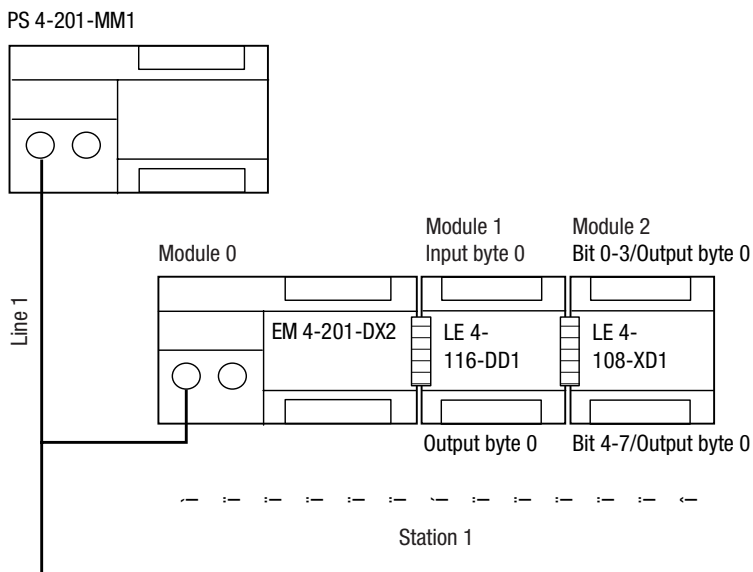 PS 4-201-MM1
Module 1
Module 2
Module 0
Input byte 0
Bit 0-3/Output byte 0
Line 1
EM 4-201-DX2
LE 4-
116-DD1
LE 4-
108-XD1
Output byte 0
Bit 4-7/Output byte 0
Station 1